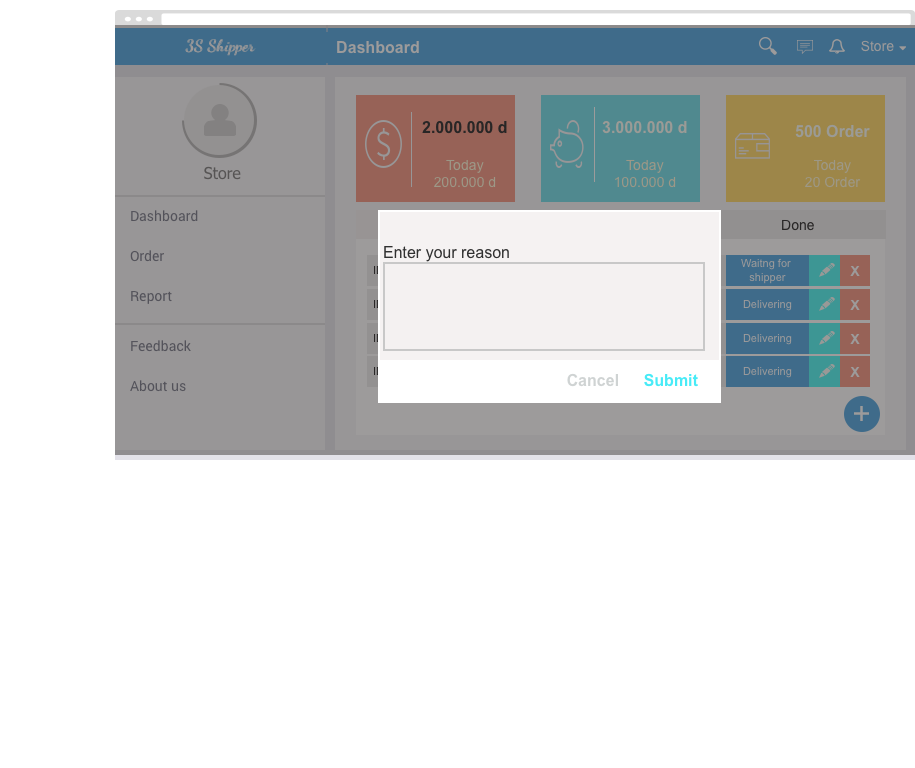 3S Shipper
Dashboard
Store
Store
Dashboard
Order
Report
Feedback
About us
2.000.000 d
Today
200.000 d
3.000.000 d
Today
100.000 d
500 Order
Today
20 Order
Done
Waitng for
shipper
X
Delivering
X
Delivering
X
Delivering
X
Enter your reason
Cancel
Submit